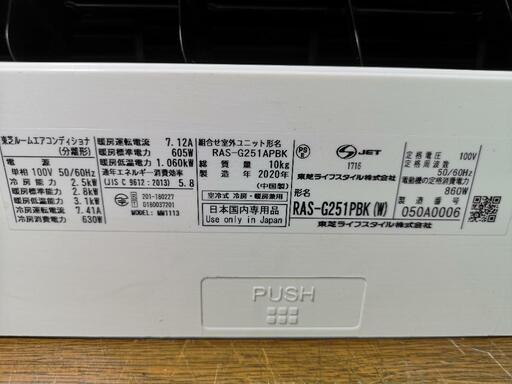 東芝ルームエアコンディショナ
(分離形)
電源
単相 100V 50/60Hz
冷房能力 2.5kW
暖房標準能力 2.8kW
暖房低温能力 3.1kW
冷房運転電流 7.41A
冷房消費電力 630W
暖房運転電流 7.12A
暖房標準電力 605W
暖房低温電力 1.060kW
通年エネルギー消費効率
(JIS C 9612:2013) 5.8
201-180227
D180037201
MODEL: MM1113
組合せ室外ユニット形名
RAS-G251APBK
総質量 10kg
製造年 2020年
(中国製)
空冷式 冷房・暖房兼用
日本国内専用品
Use only in Japan
PS
E
JET
1716
東芝ライフスタイル株式会社
形名
RAS-G251PBK(W)
定格電圧: 100V
定格周波数:
50/60Hz
電動機の定格消費電力:
860W
製造番号
050A0006
東芝ライフスタイル株式会社
PUSH